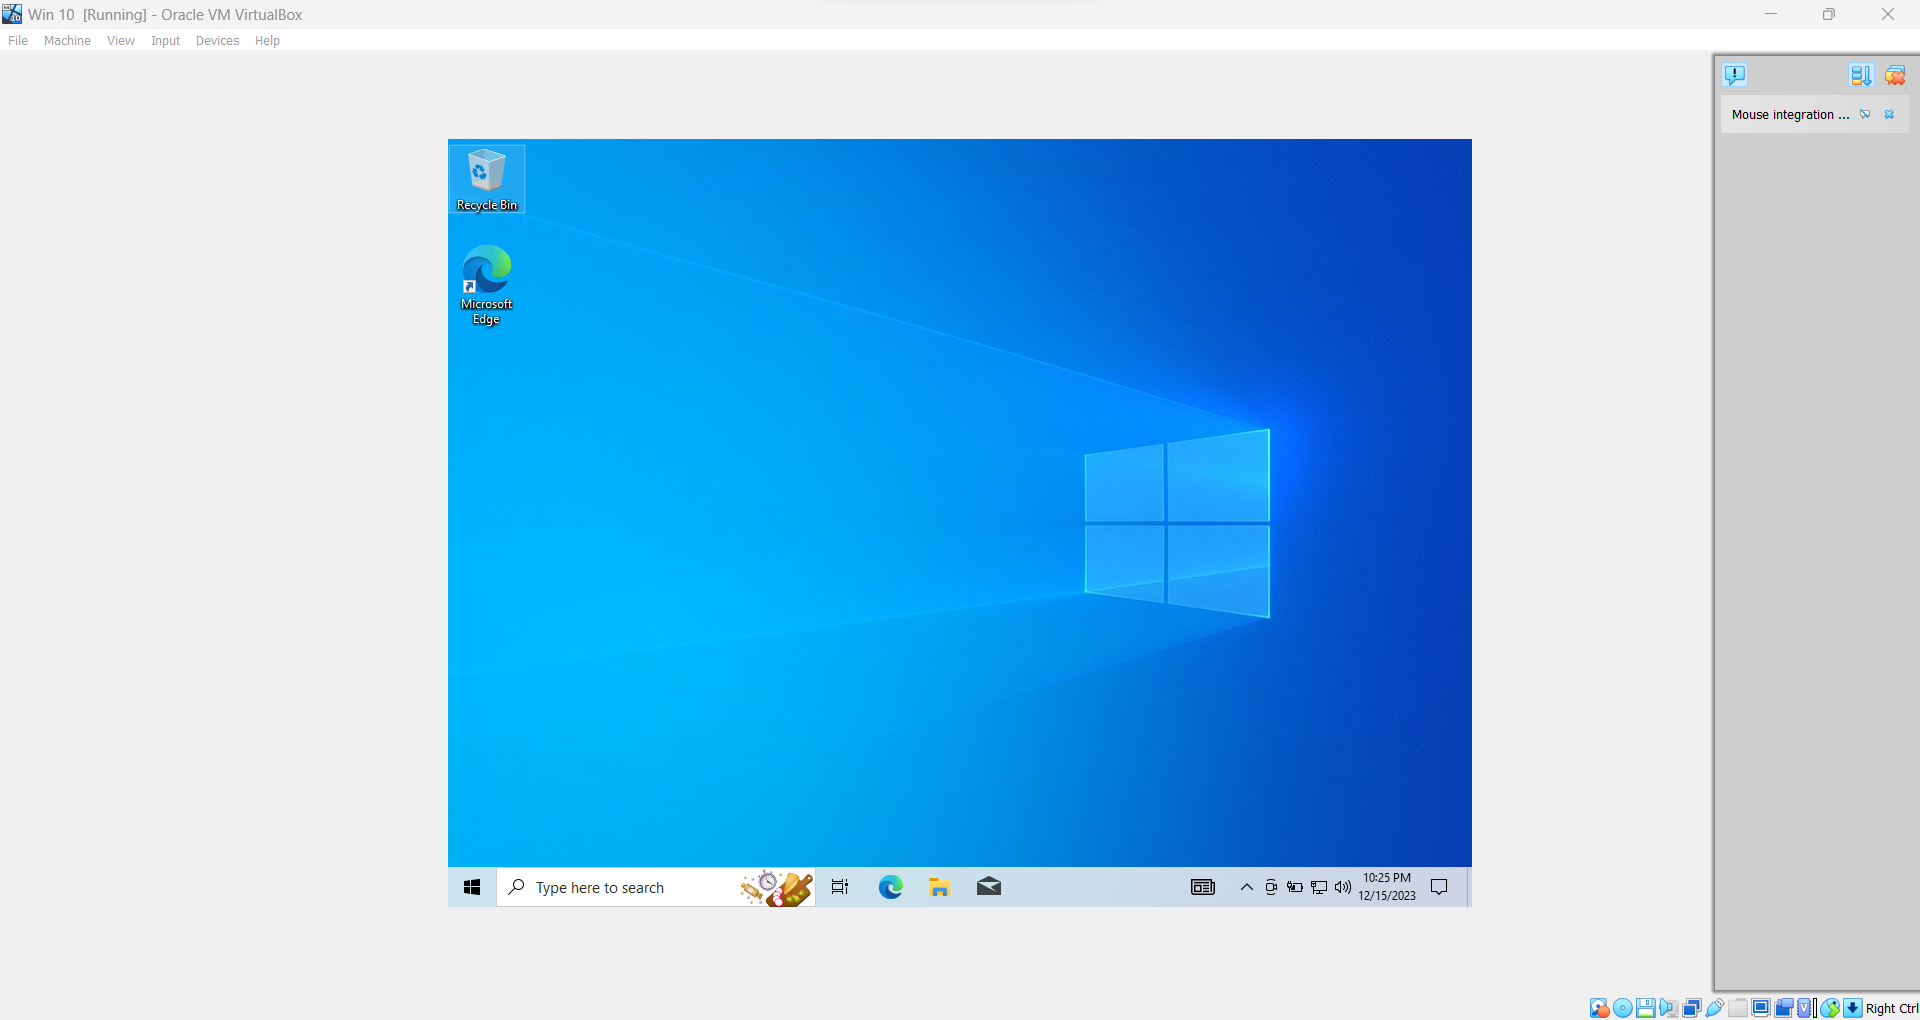 Win 10 [Running] - Oracle VM VirtualBox
File Machine View Input Devices Help
Mouse integration ...
Recycle Bin
Microsoft
Edge
Type here to search
10:25 PM
12/15/2023
Right Ctrl